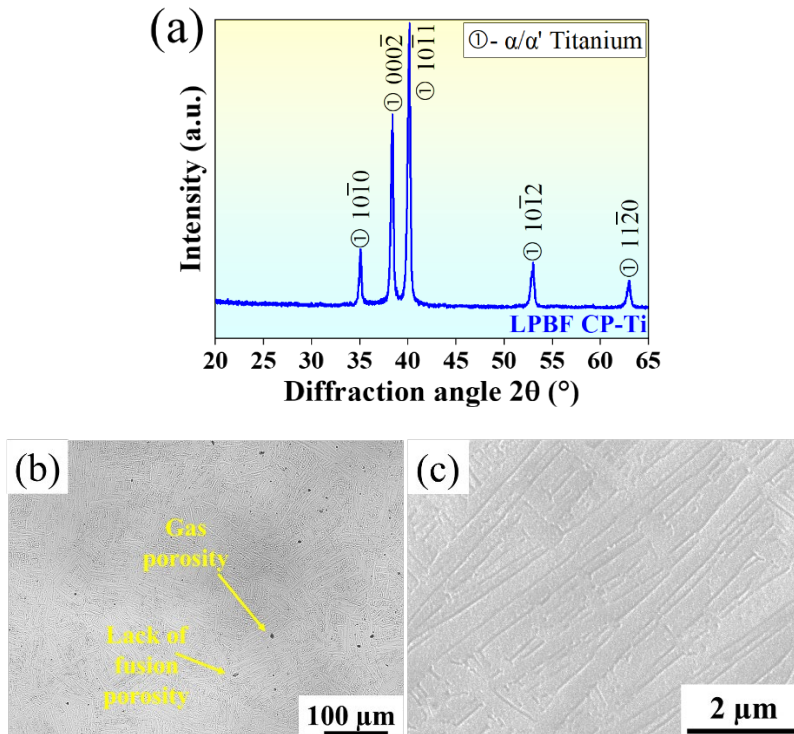 (a)
①- α/α' Titanium
① 101̅0
① 0002̅
① 101̅1
① 101̅2
① 112̅0
Intensity (a.u.)
LPBF CP-Ti
20 25 30 35 40 45 50 55 60 65
Diffraction angle 2θ (°)
(b)
Gas
porosity
Lack of
fusion
porosity
100 µm
(c)
2 µm